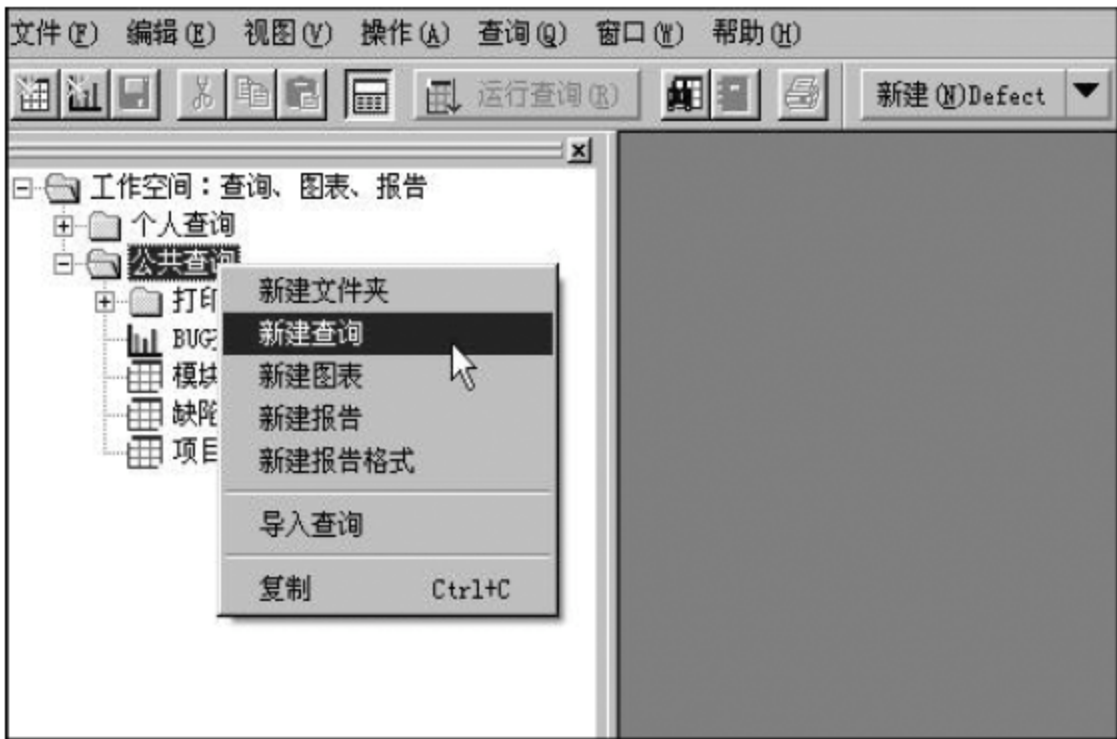 文件(F) 编辑(E) 视图(V) 操作(A) 查询(Q) 窗口(W) 帮助(H)
运行查询(R) 新建(N)Defect
工作空间：查询、图表、报告
个人查询
公共查询
打印
BUG
模块
缺陷
项目
新建文件夹
新建查询
新建图表
新建报告
新建报告格式
导入查询
复制 Ctrl+C